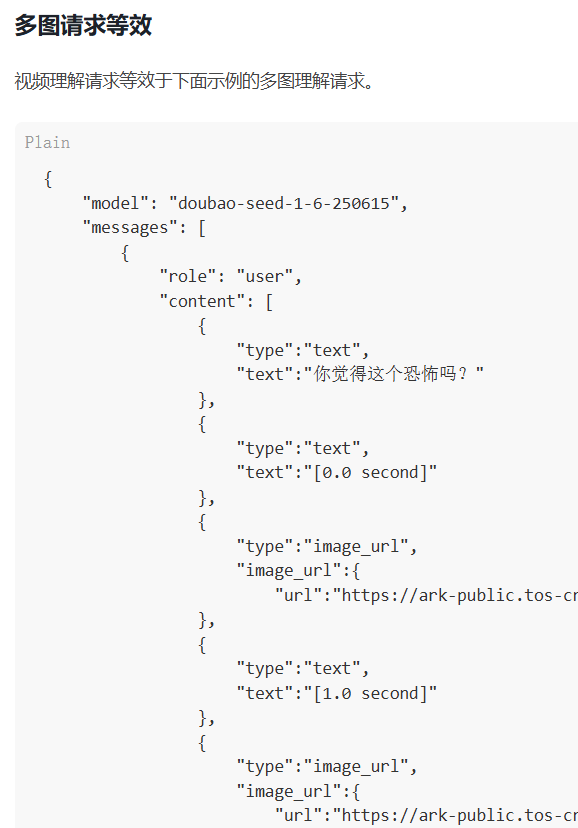 多图请求等效
视频理解请求等效于下面示例的多图理解请求。
Plain
{
"model": "doubao-seed-1-6-250615",
"messages": [
{
"role": "user",
"content": [
{
"type":"text",
"text":"你觉得这个恐怖吗？"
},
{
"type":"text",
"text":"[0.0 second]"
},
{
"type":"image_url",
"image_url":{
"url":"https://ark-public.tos-cr
},
{
"type":"text",
"text":"[1.0 second]"
},
{
"type":"image_url",
"image_url":{
"url":"https://ark-public.tos-cr